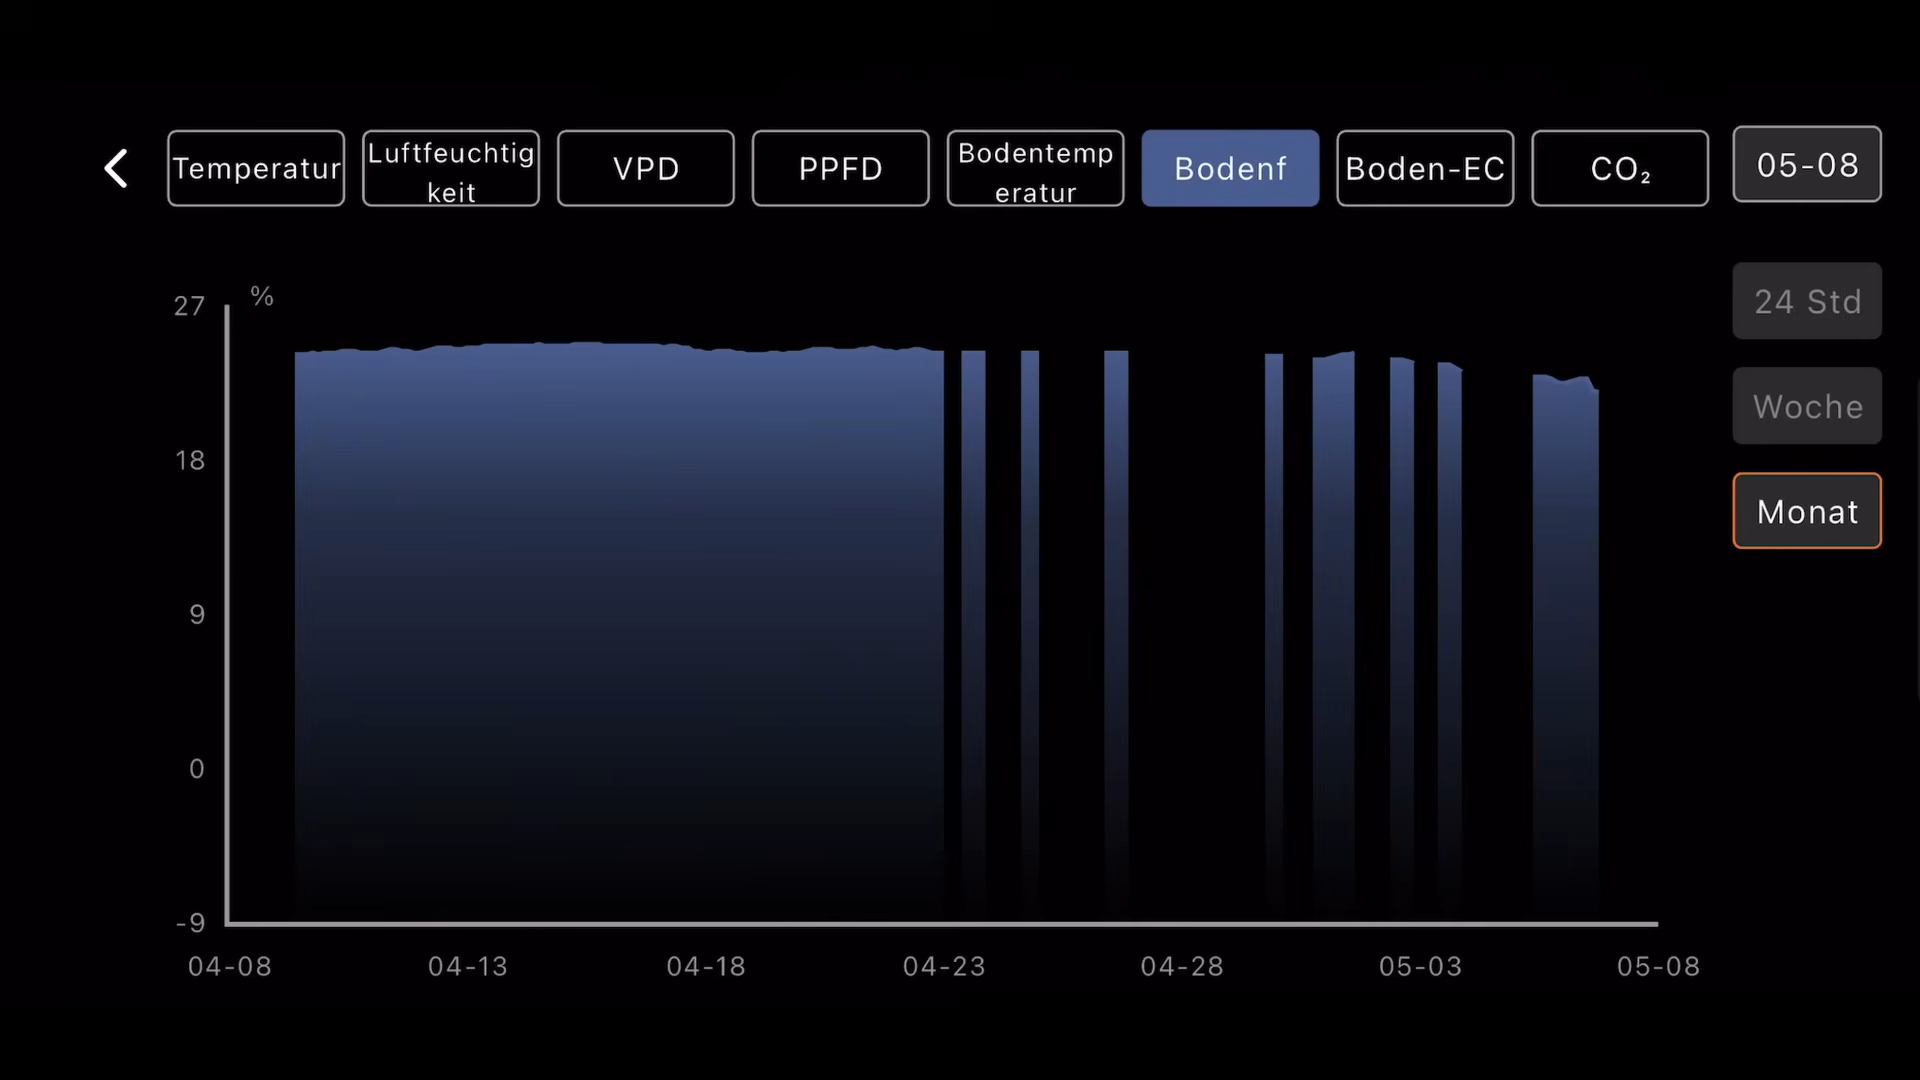 Temperatur
Luftfeuchtig
keit
VPD
PPFD
Bodentemp
eratur
Bodenf
Boden-EC
CO₂
05-08
24 Std
Woche
Monat
%
27
18
9
0
-9
04-08
04-13
04-18
04-23
04-28
05-03
05-08